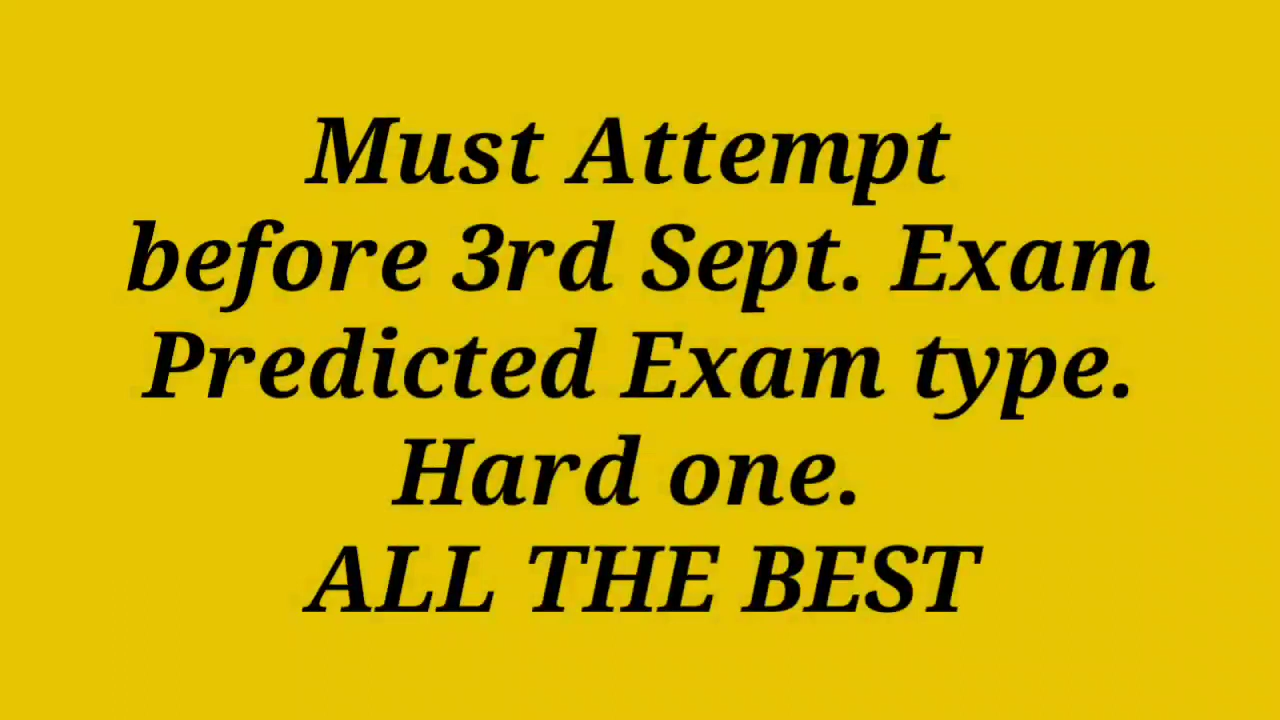 Must Attempt
before 3rd Sept. Exam
Predicted Exam type.
Hard one.
ALL THE BEST